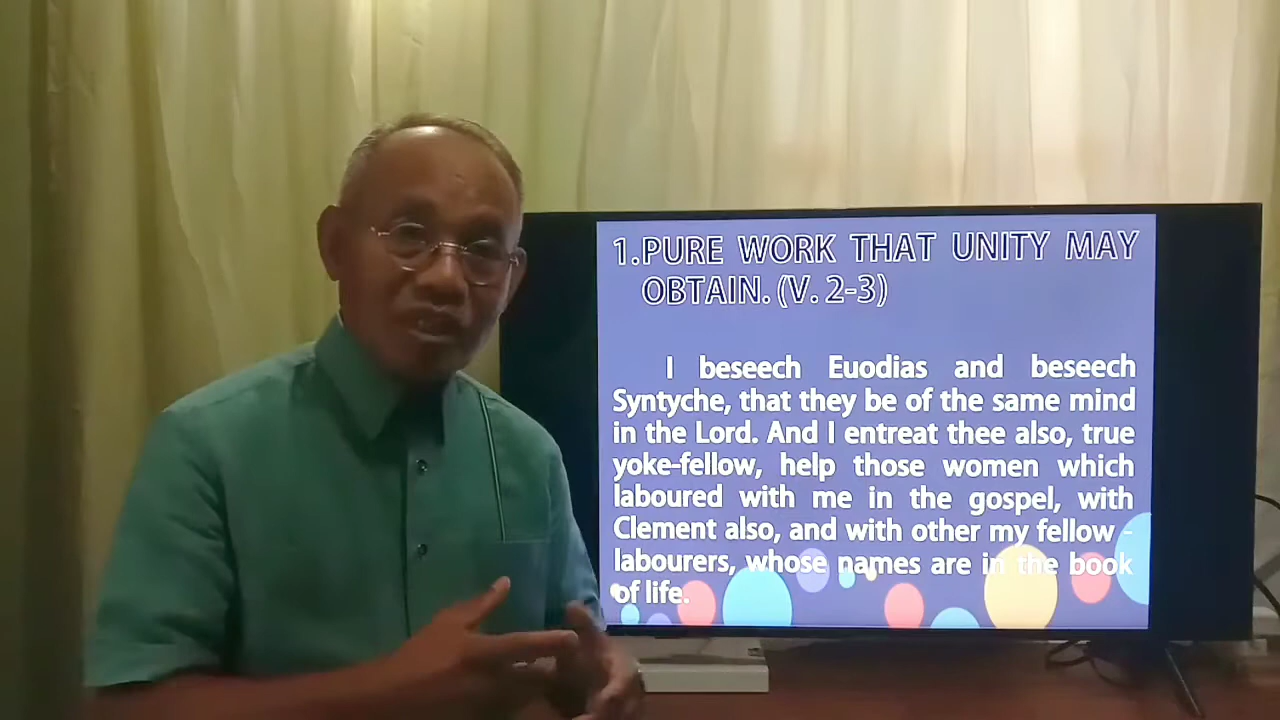 1.PURE WORK THAT UNITY MAY
OBTAIN. (V. 2-3)
I beseech Euodias and beseech
Syntyche, that they be of the same mind
in the Lord. And I entreat thee also, true
yoke-fellow, help those women which
laboured with me in the gospel, with
Clement also, and with other my fellow -
labourers, whose names are in the book
of life.